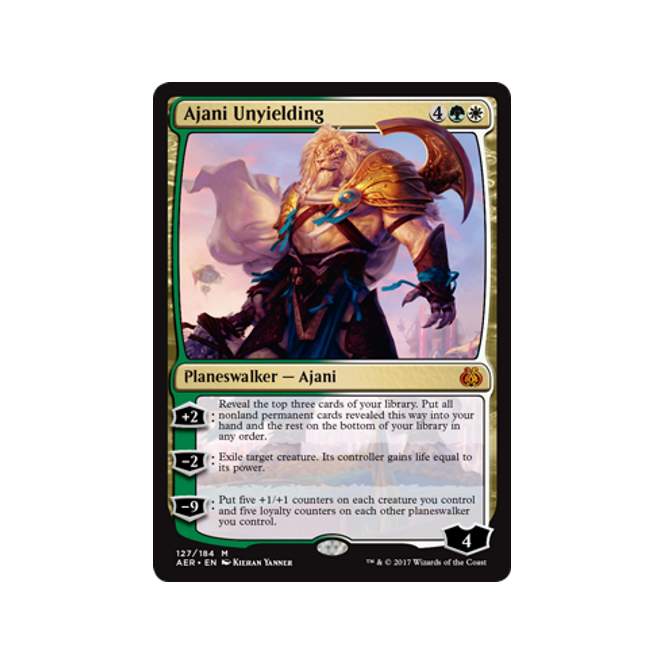 Ajani Unyielding 4
Planeswalker — Ajani
+2: Reveal the top three cards of your library. Put all
nonland permanent cards revealed this way into your
hand and the rest on the bottom of your library in
any order.
−2: Exile target creature. Its controller gains life equal to
its power.
−9: Put five +1/+1 counters on each creature you control
and five loyalty counters on each other planeswalker
you control.
4
127/184 M
AER • EN Kieran Yanner
™ & © 2017 Wizards of the Coast